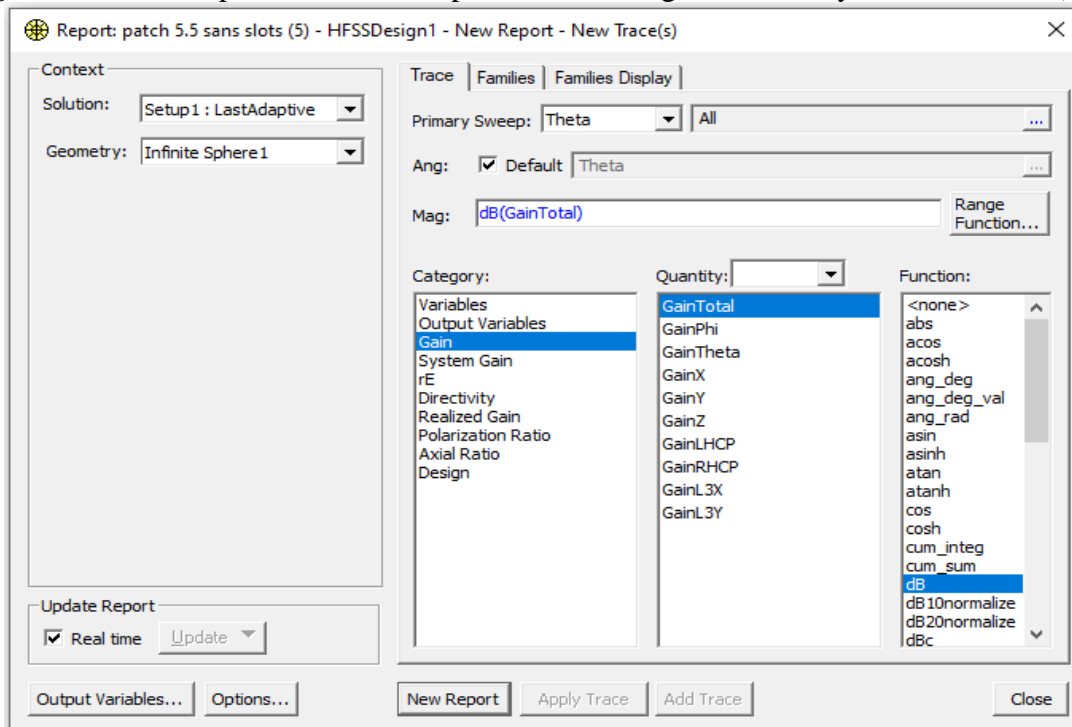 Report: patch 5.5 sans slots (5) - HFSSDesign1 - New Report - New Trace(s)
Context
Solution: Setup1 : LastAdaptive
Geometry: Infinite Sphere1
Update Report
Real time Update
Output Variables... Options...
Trace Families Families Display
Primary Sweep: Theta All ...
Ang: Default Theta ...
Mag: dB(GainTotal) Range Function...
Category:
Variables
Output Variables
Gain
System Gain
rE
Directivity
Realized Gain
Polarization Ratio
Axial Ratio
Design
Quantity:
GainTotal
GainPhi
GainTheta
GainX
GainY
GainZ
GainLHCP
GainRHCP
GainL3X
GainL3Y
Function:
<none>
abs
acos
acosh
ang_deg
ang_deg_val
ang_rad
asin
asinh
atan
atanh
cos
cosh
cum_integ
cum_sum
dB
dB10normalize
dB20normalize
dBc
New Report Apply Trace Add Trace Close